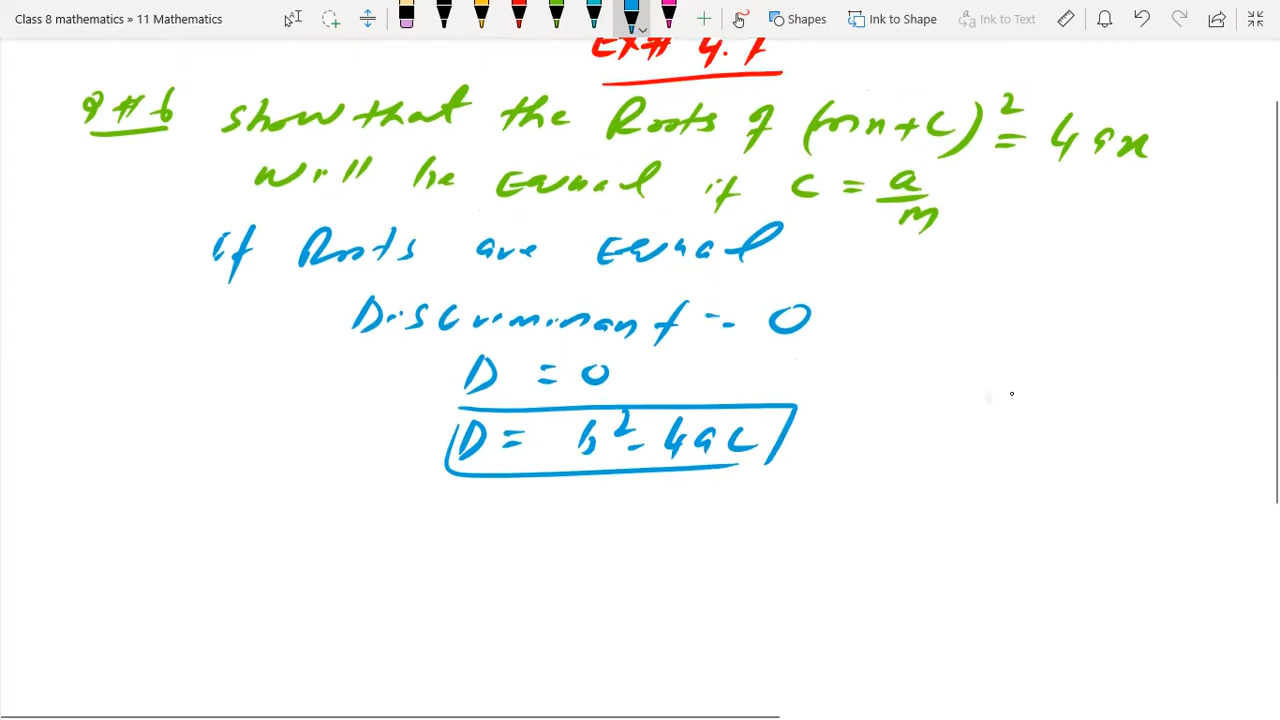 Class 8 mathematics » 11 Mathematics
Shapes
Ink to Shape
Ink to Text
Ex# 4.7
Q#6 show that the Roots of (mx+c)² = 4ax
will be Equal if c = a/m
if Roots are Equal
Discriminant = 0
D = 0
D = b² - 4ac